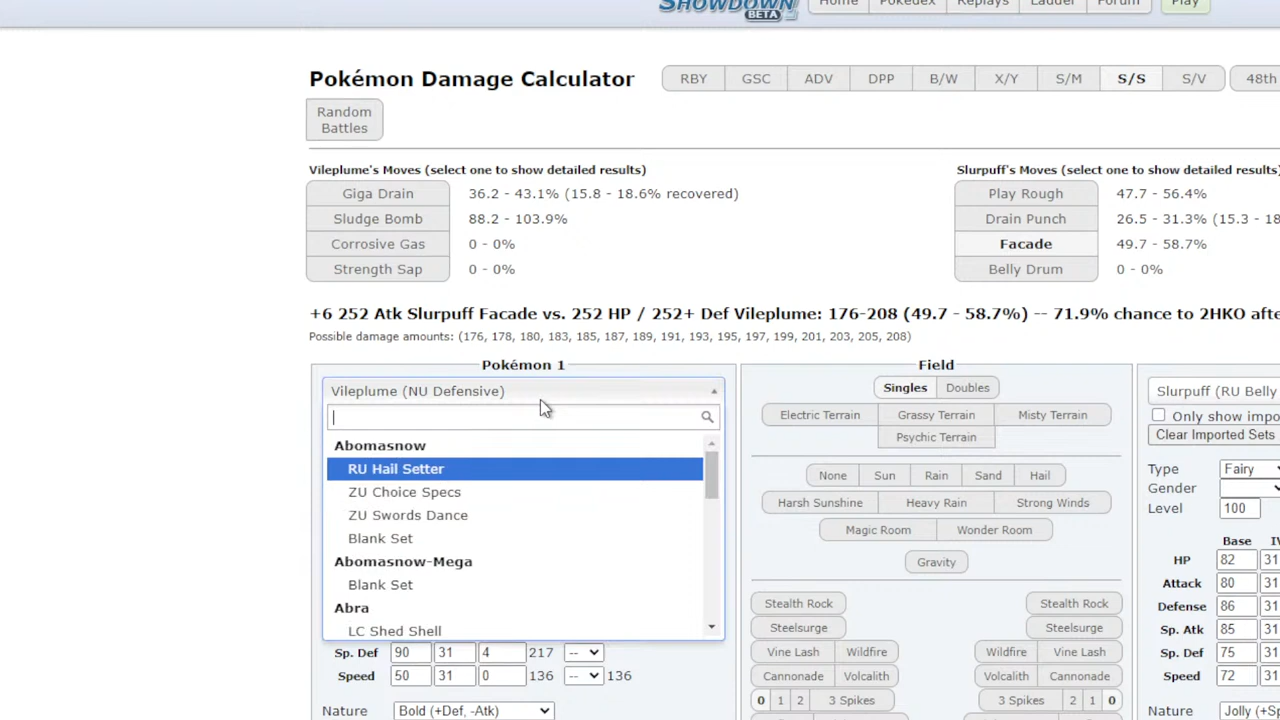 SHOWDOWN BETA Home Pokédex Replays Ladder Forum Play
Pokémon Damage Calculator RBY GSC ADV DPP B/W X/Y S/M S/S S/V 48th
Random
Battles
Vileplume's Moves (select one to show detailed results) Slurpuff's Moves (select one to show detailed results)
Giga Drain 36.2 - 43.1% (15.8 - 18.6% recovered) Play Rough 47.7 - 56.4%
Sludge Bomb 88.2 - 103.9% Drain Punch 26.5 - 31.3% (15.3 - 18
Corrosive Gas 0 - 0% Facade 49.7 - 58.7%
Strength Sap 0 - 0% Belly Drum 0 - 0%
+6 252 Atk Slurpuff Facade vs. 252 HP / 252+ Def Vileplume: 176-208 (49.7 - 58.7%) -- 71.9% chance to 2HKO afte
Possible damage amounts: (176, 178, 180, 183, 185, 187, 189, 191, 193, 195, 197, 199, 201, 203, 205, 208)
Pokémon 1 Field
Vileplume (NU Defensive) Singles Doubles Slurpuff (RU Belly
Electric Terrain Grassy Terrain Misty Terrain Only show impo
Psychic Terrain Clear Imported Sets
Abomasnow
RU Hail Setter None Sun Rain Sand Hail Type Fairy
ZU Choice Specs Harsh Sunshine Heavy Rain Strong Winds Gender
ZU Swords Dance Magic Room Wonder Room Level 100
Blank Set Base IV
Abomasnow-Mega Gravity HP 82 31
Blank Set Attack 80 31
Abra Stealth Rock Stealth Rock Defense 86 31
LC Shed Shell Steelsurge Steelsurge Sp. Atk 85 31
Sp. Def 90 31 4 217 -- Vine Lash Wildfire Wildfire Vine Lash Sp. Def 75 31
Speed 50 31 0 136 -- 136 Cannonade Volcalith Volcalith Cannonade Speed 72 31
0 1 2 3 Spikes 3 Spikes 2 1 0
Nature Bold (+Def, -Atk) Nature Jolly (+Sp